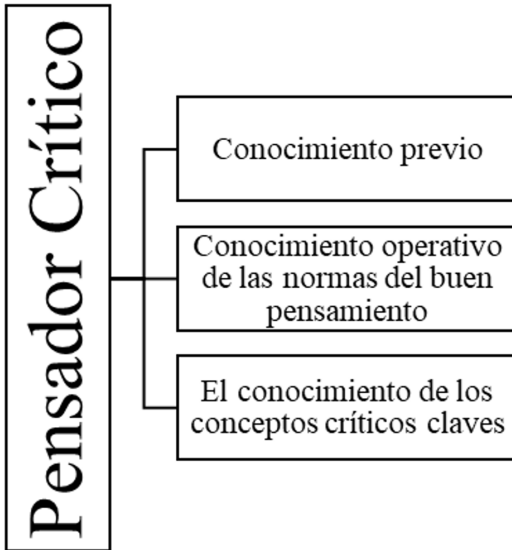 Pensador Crítico
Conocimiento previo
Conocimiento operativo
de las normas del buen
pensamiento
El conocimiento de los
conceptos críticos claves